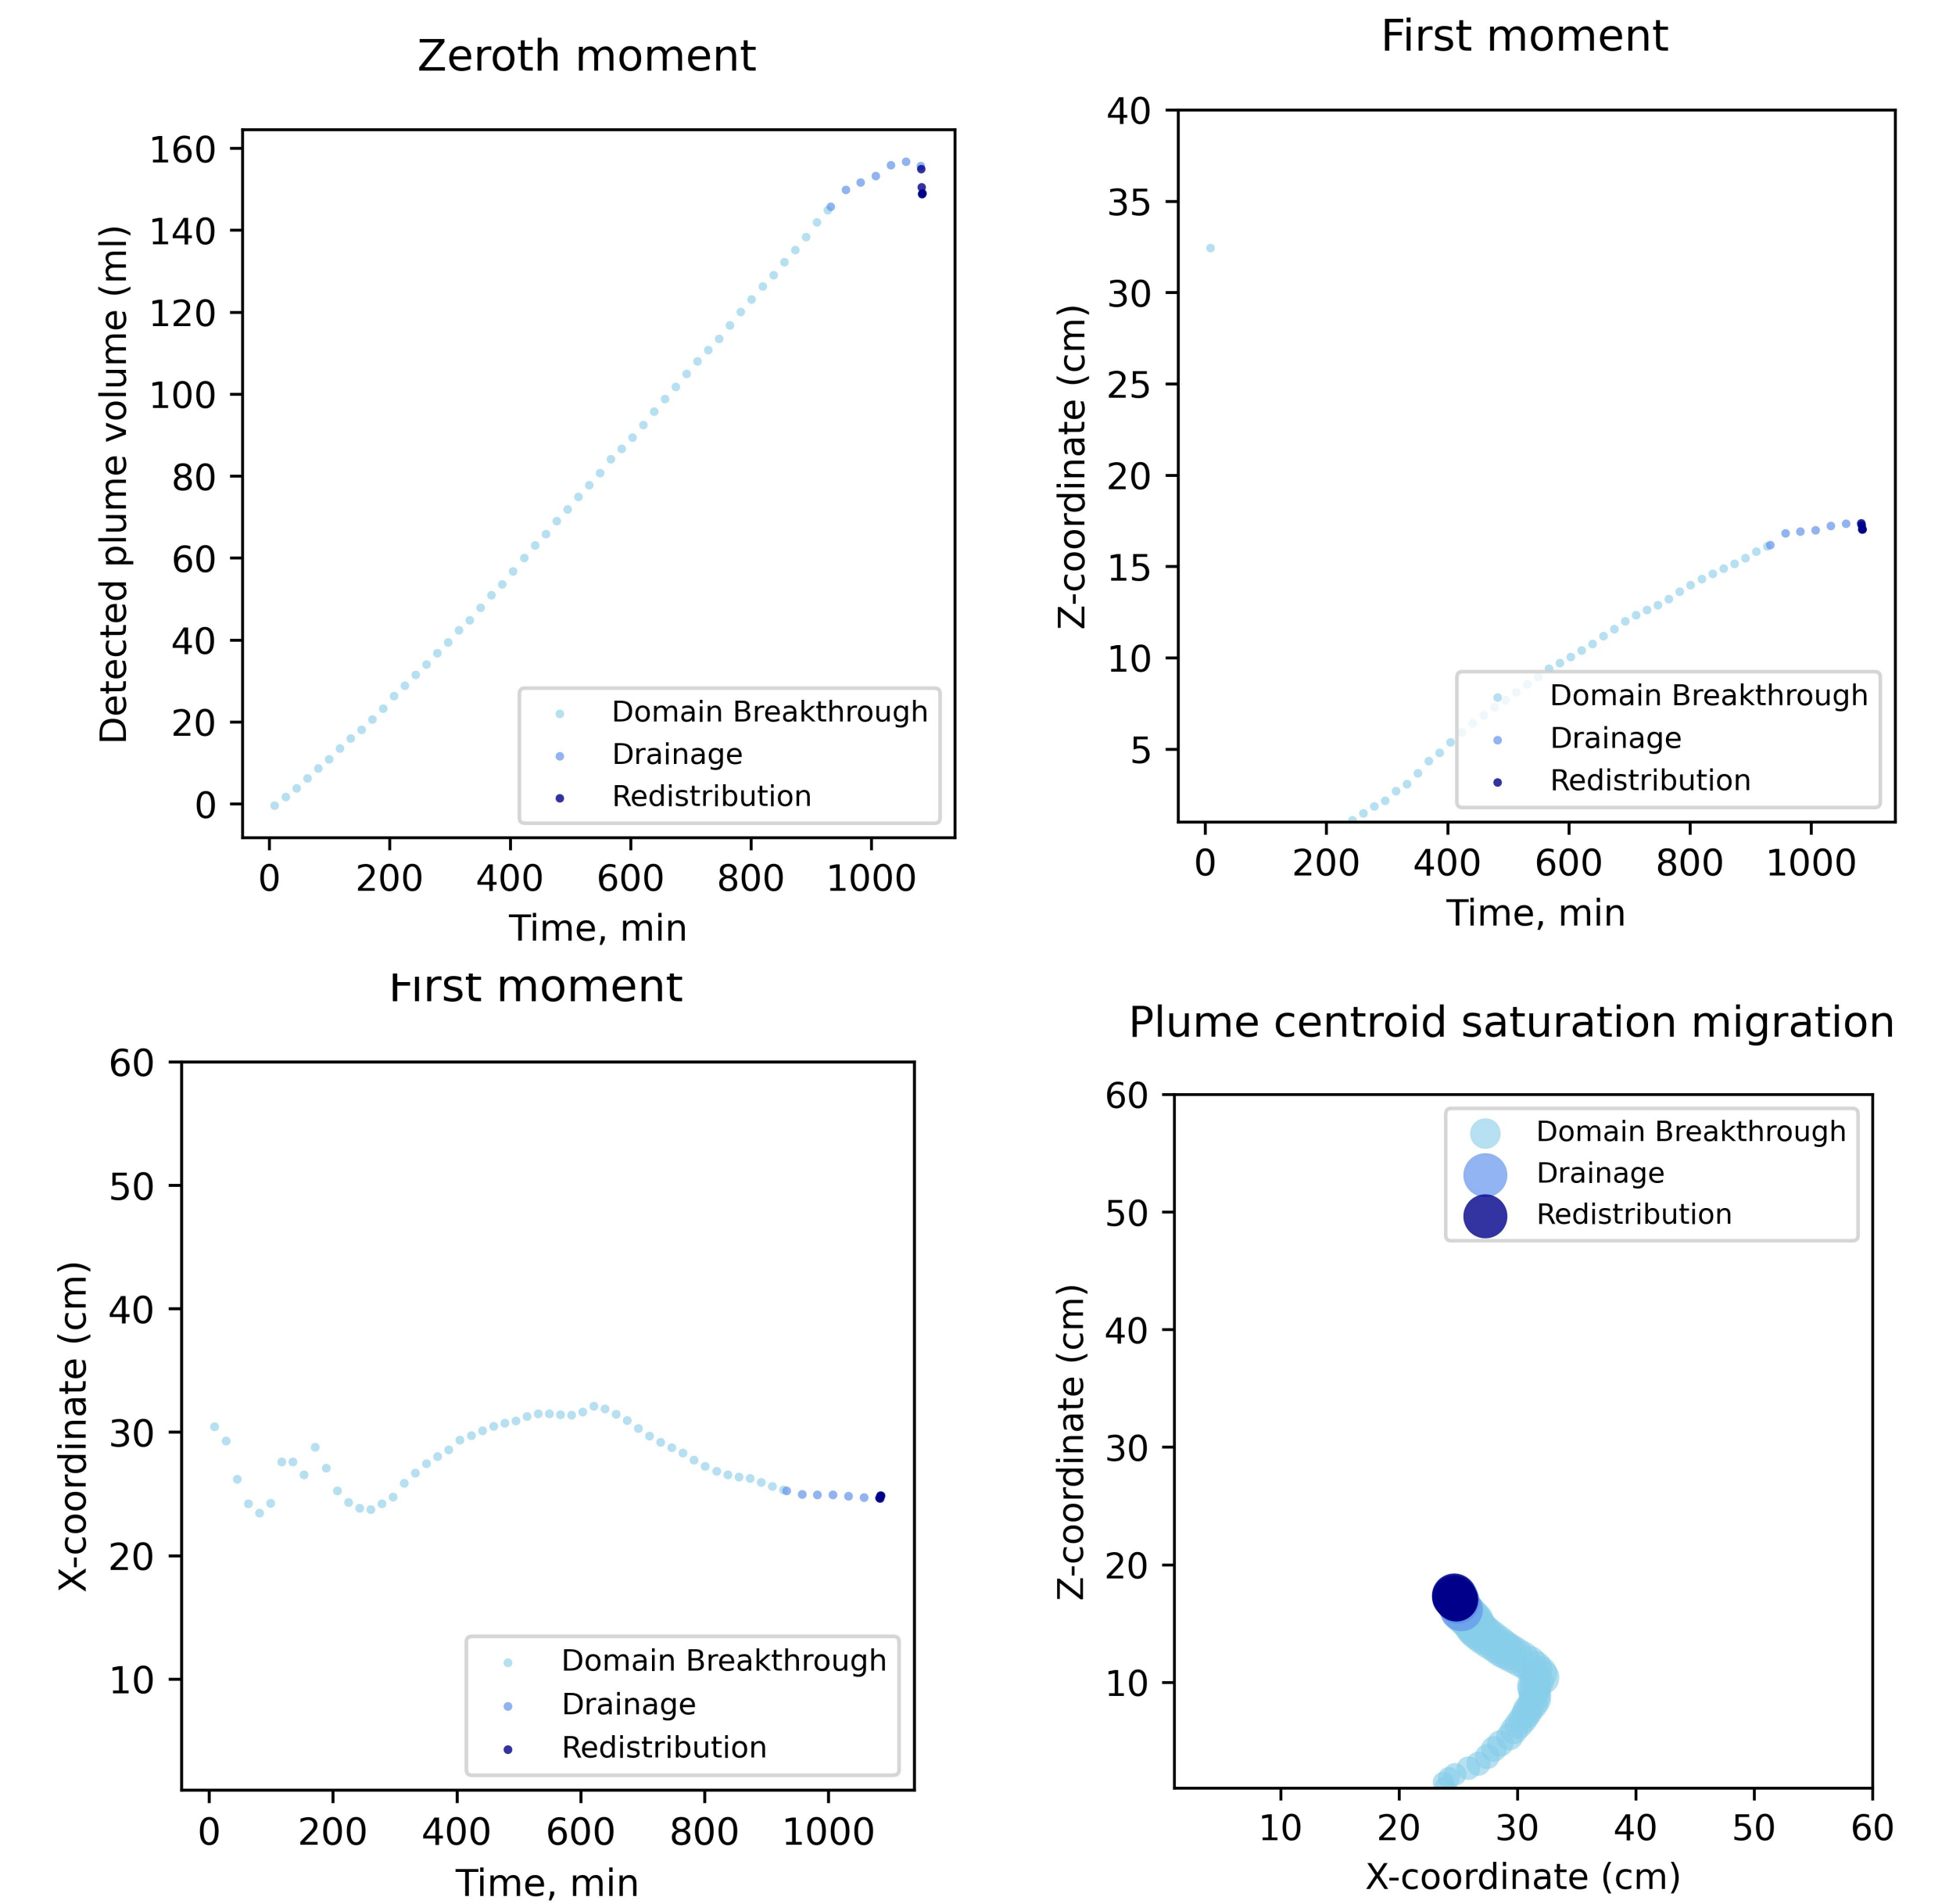 Zeroth moment
Detected plume volume (ml)
160
140
120
100
80
60
40
20
0
Domain Breakthrough
Drainage
Redistribution
0 200 400 600 800 1000
Time, min
First moment
Z-coordinate (cm)
40
35
30
25
20
15
10
5
Domain Breakthrough
Drainage
Redistribution
0 200 400 600 800 1000
Time, min
First moment
X-coordinate (cm)
60
50
40
30
20
10
Domain Breakthrough
Drainage
Redistribution
0 200 400 600 800 1000
Time, min
Plume centroid saturation migration
Z-coordinate (cm)
60
50
40
30
20
10
Domain Breakthrough
Drainage
Redistribution
10 20 30 40 50 60
X-coordinate (cm)